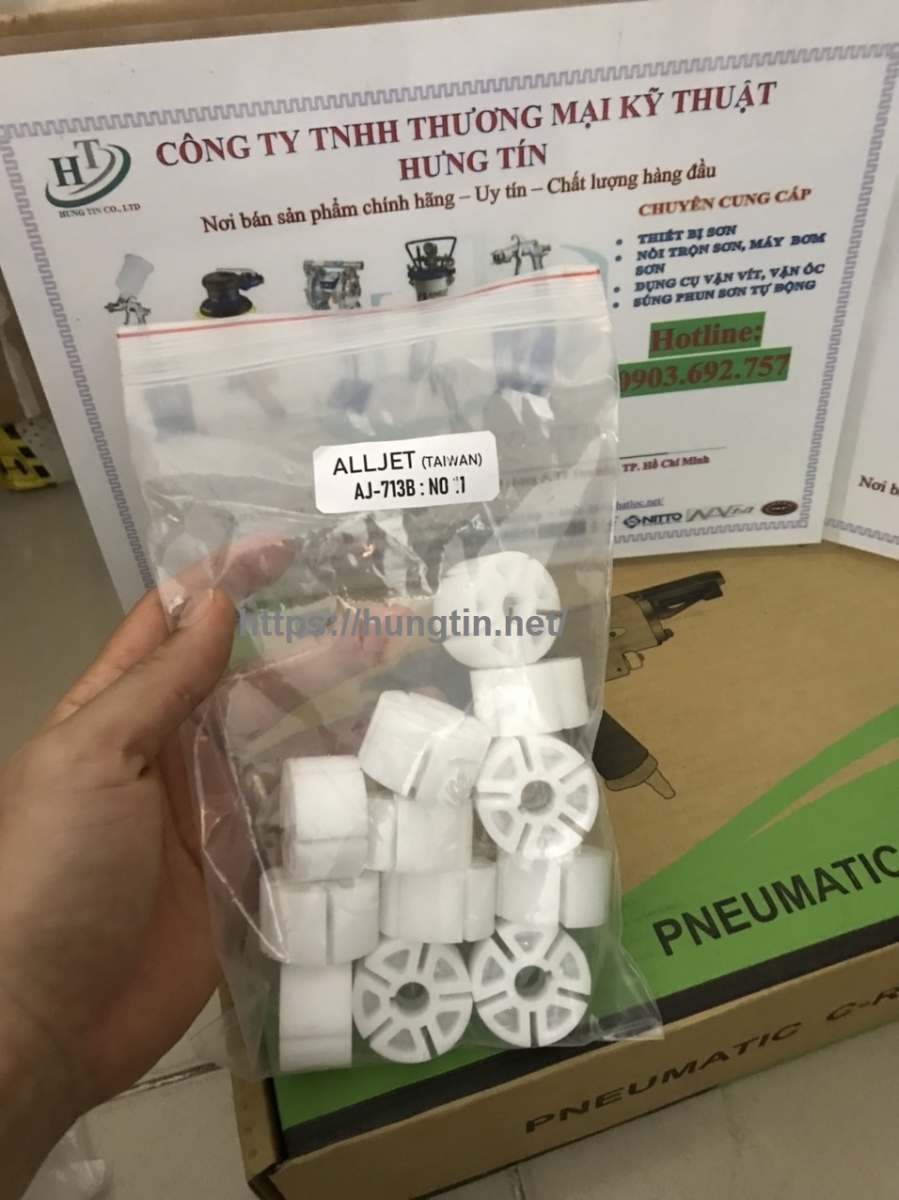 CÔNG TY TNHH THƯƠNG MẠI KỸ THUẬT
HƯNG TÍN
HT
HUNG TIN CO., LTD
Nơi bán sản phẩm chính hãng – Uy tín – Chất lượng hàng đầu
CHUYÊN CUNG CẤP
• THIẾT BỊ SƠN
• NỒI TRỘN SƠN, MÁY BƠM
SƠN
• DỤNG CỤ VẶN VÍT, VẶN ỐC
• SÚNG PHUN SƠN TỰ ĐỘNG
Hotline:
0903.692.757
TP. Hồ Chí Minh
NITTO
ALLJET (TAIWAN)
AJ-713B : NO
https://hungtin.net/
Nơi
PNEUMATIC
PNEUMATIC